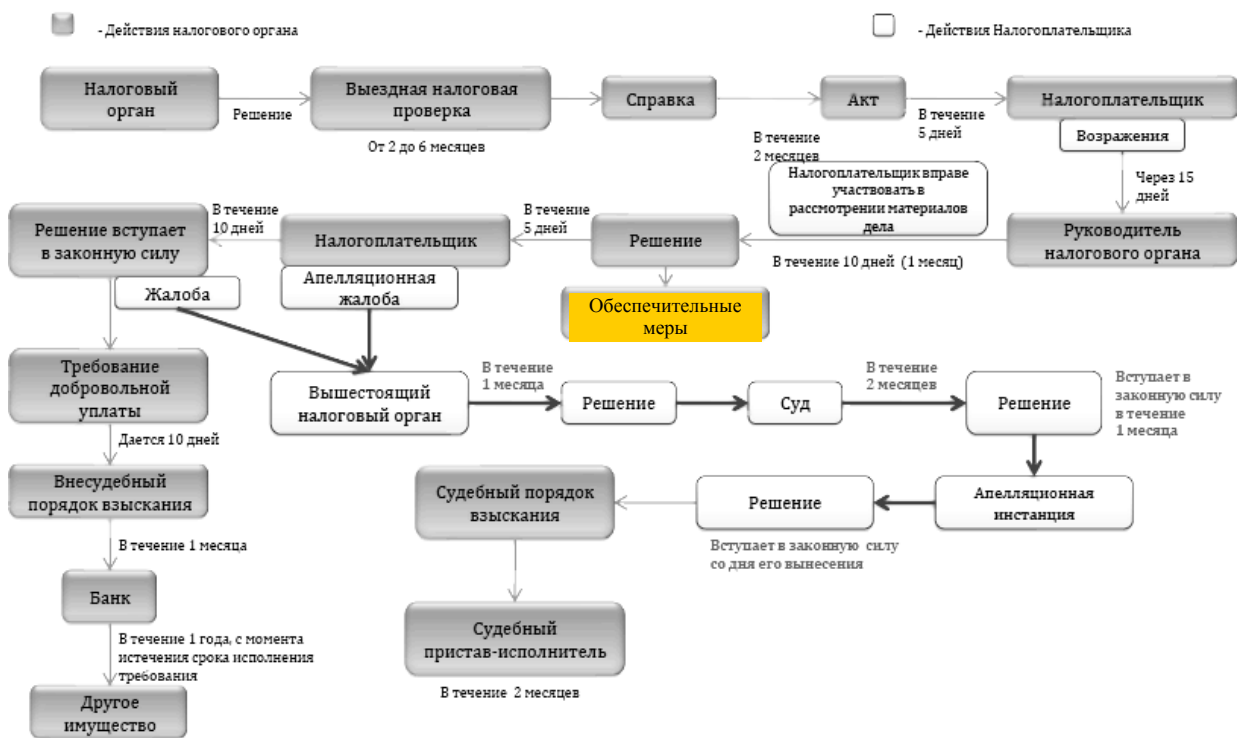 - Действия налогового органа
- Действия Налогоплательщика
Налоговый
орган
Решение
Выездная налоговая
проверка
От 2 до 6 месяцев
Справка
В течение
2 месяцев
Акт
В течение
5 дней
Налогоплательщик
Возражения
Через 15
дней
Руководитель
налогового органа
Налогоплательщик вправе
участвовать в
рассмотрении материалов
дела
В течение 10 дней (1 месяц)
Решение
Обеспечительные
меры
В течение
5 дней
Налогоплательщик
Апелляционная
жалоба
В течение
10 дней
Решение вступает
в законную силу
Жалоба
Требование
добровольной
уплаты
Дается 10 дней
Внесудебный
порядок взыскания
В течение 1 месяца
Банк
В течение 1 года, с момента
истечения срока исполнения
требования
Другое
имущество
Вышестоящий
налоговый орган
В течение
1 месяца
Решение
Суд
В течение
2 месяцев
Решение
Вступает в
законную силу
в течение
1 месяца
Апелляционная
инстанция
Решение
Вступает в законную силу
со дня его вынесения
Судебный порядок
взыскания
Судебный
пристав-исполнитель
В течение 2 месяцев